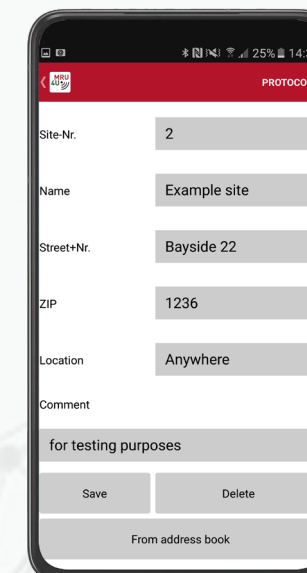 25% 14:
MRU
4U
PROTOCO
Site-Nr. 2
Name Example site
Street+Nr. Bayside 22
ZIP 1236
Location Anywhere
Comment
for testing purposes
Save Delete
From address book